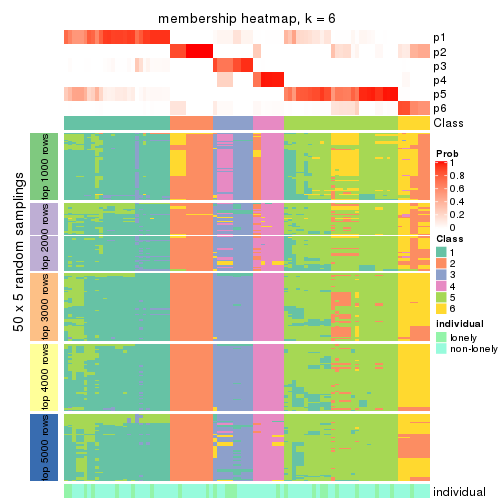 membership heatmap, k = 6
p1
p2
p3
p4
p5
p6
Class
50 x 5 random samplings
top 1000 rows
top 2000 rows
top 3000 rows
top 4000 rows
top 5000 rows
individual
Prob
1
0.8
0.6
0.4
0.2
0
Class
1
2
3
4
5
6
Individual
lonely
non-lonely